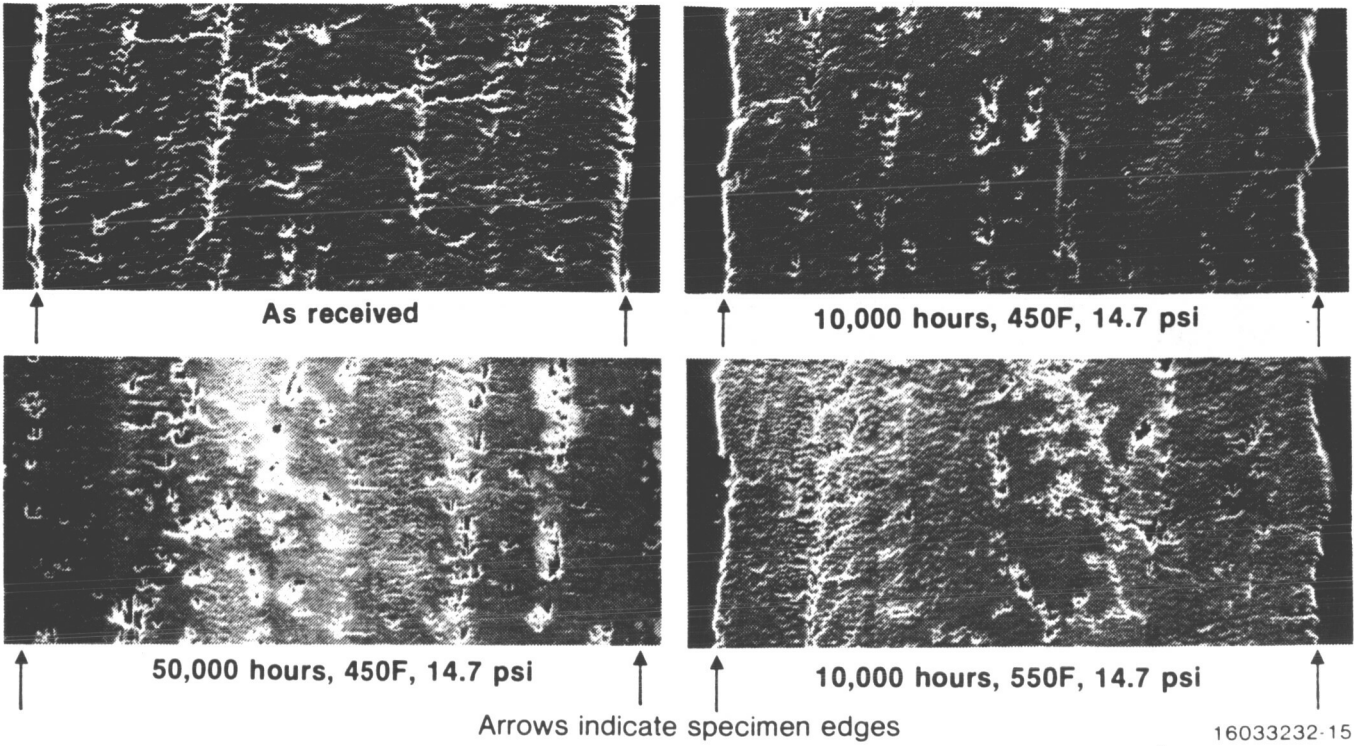 As received
10,000 hours, 450F, 14.7 psi
50,000 hours, 450F, 14.7 psi
10,000 hours, 550F, 14.7 psi
Arrows indicate specimen edges
16033232-15